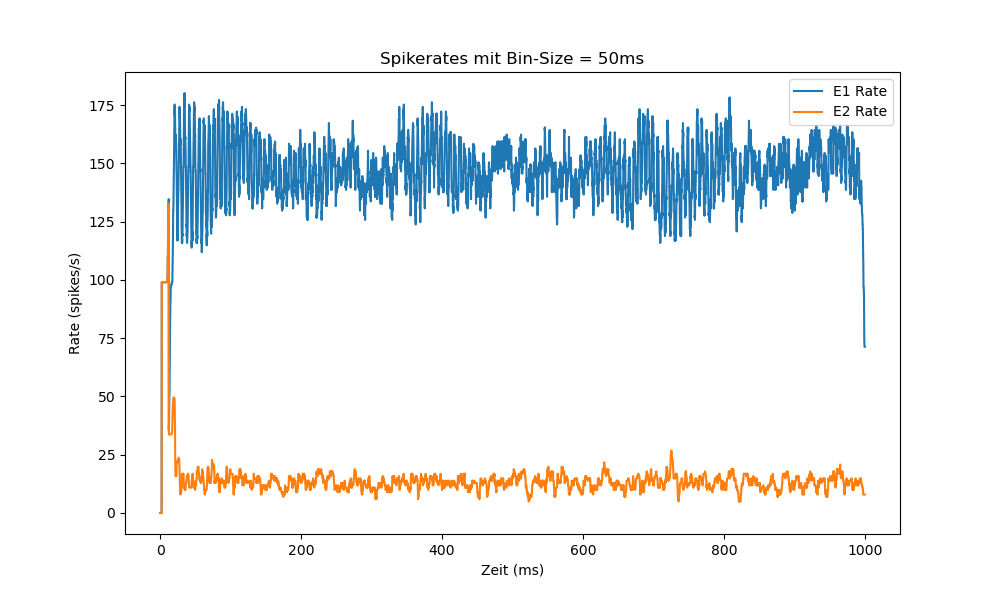 Spikerates mit Bin-Size = 50ms
E1 Rate
E2 Rate
175
150
125
100
75
50
25
0
Rate (spikes/s)
0 200 400 600 800 1000
Zeit (ms)